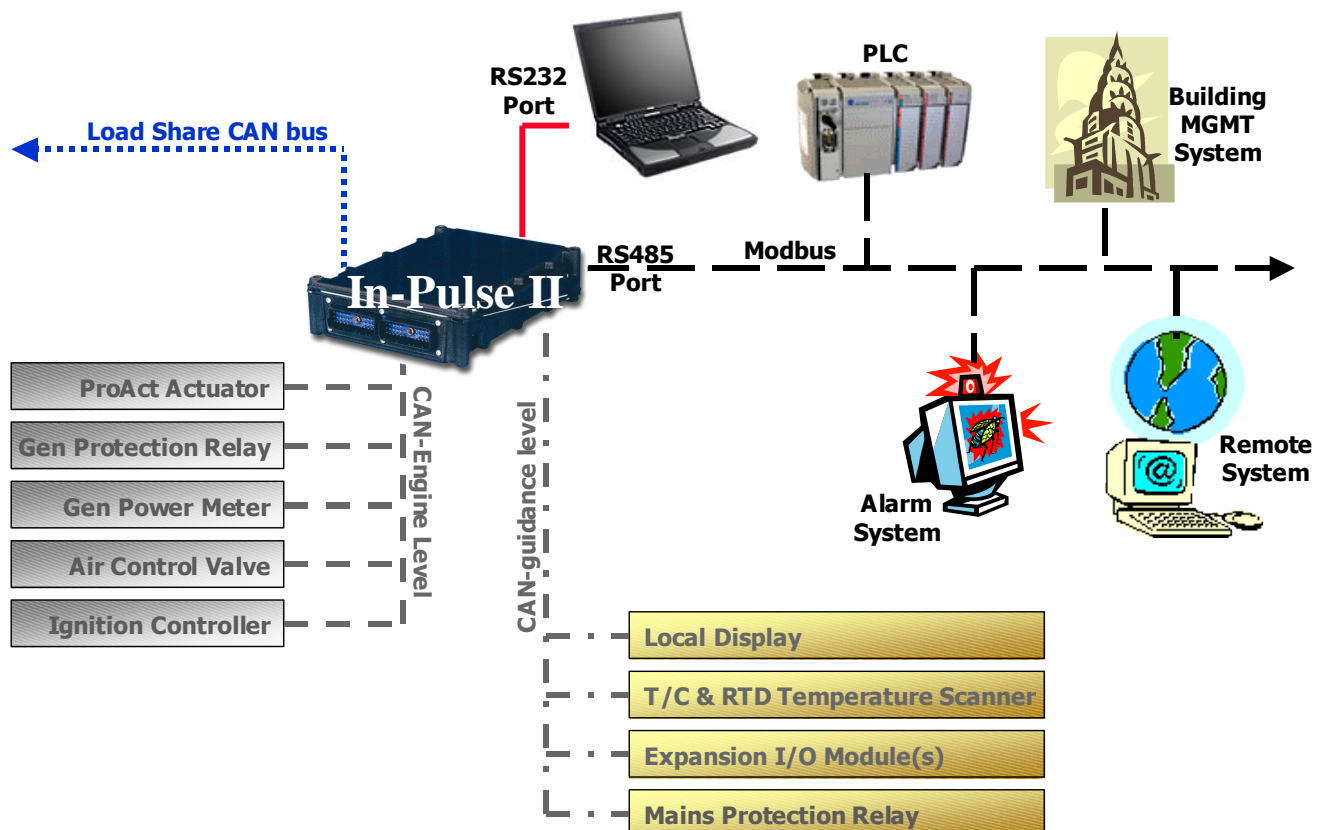 RS232
Port
PLC
Building
MGMT
System
Load Share CAN bus
RS485
Port
Modbus
In-Pulse II
ProAct Actuator
Gen Protection Relay
Gen Power Meter
Air Control Valve
Ignition Controller
CAN-Engine Level
CAN-guidance level
Alarm
System
@
Remote
System
Local Display
T/C & RTD Temperature Scanner
Expansion I/O Module(s)
Mains Protection Relay